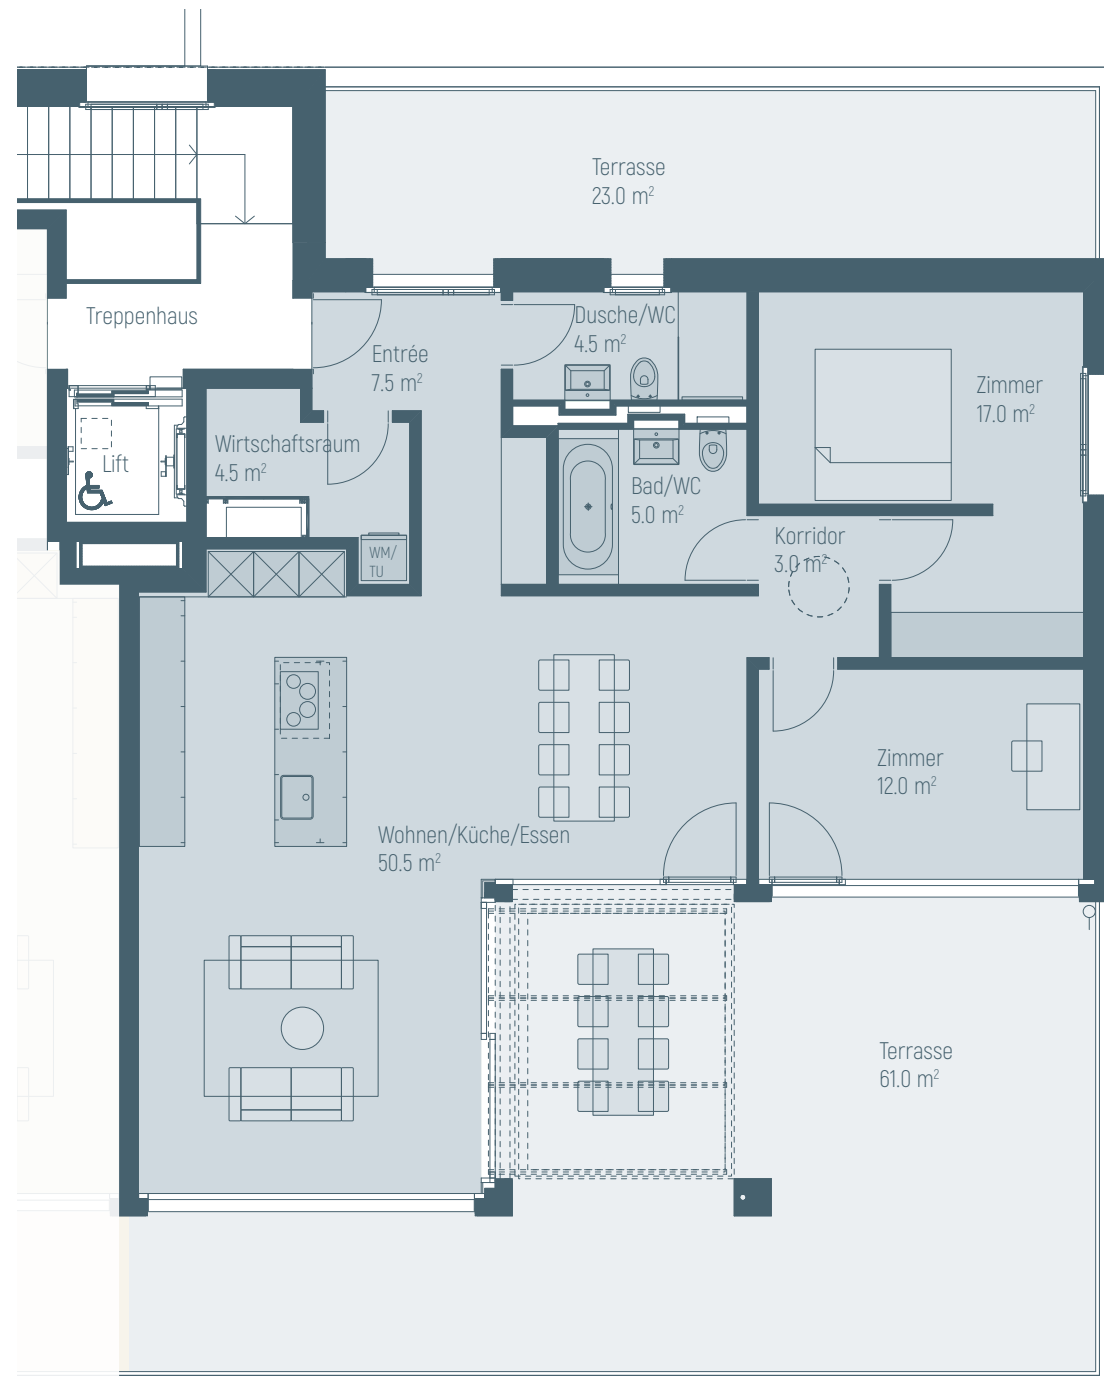 Terrasse
23.0 m²
Treppenhaus
Dusche/WC
4.5 m²
Entrée
7.5 m²
Zimmer
17.0 m²
Wirtschaftsraum
4.5 m²
Lift
Bad/WC
5.0 m²
Korridor
3.0 m²
WM/
TU
Zimmer
12.0 m²
Wohnen/Küche/Essen
50.5 m²
Terrasse
61.0 m²